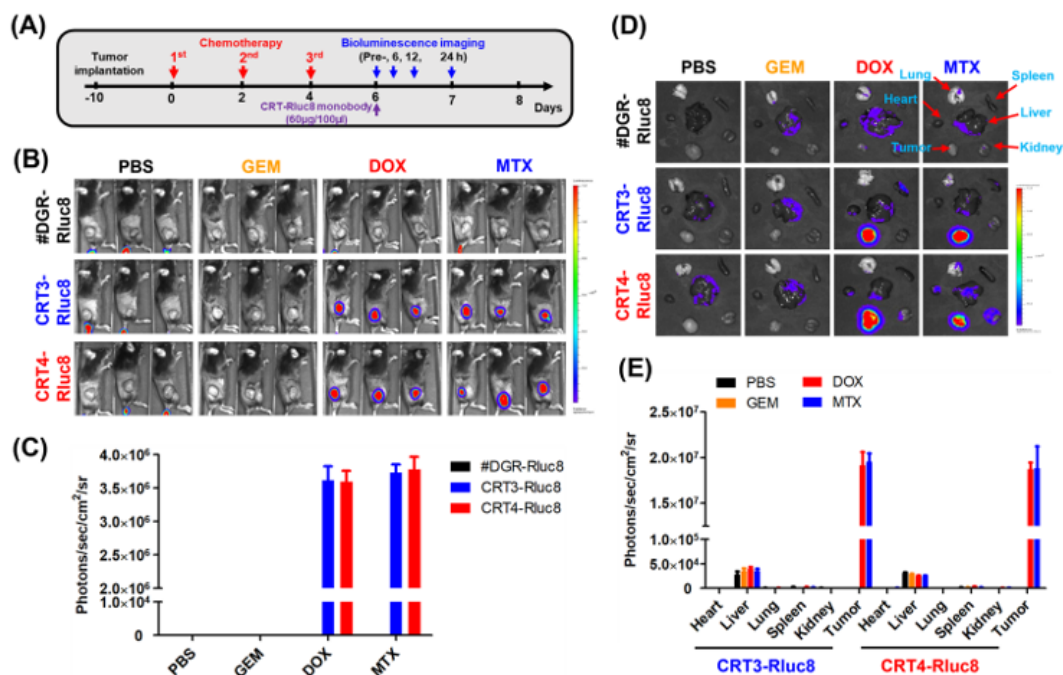 (A)
Chemotherapy
Bioluminescence imaging
Tumor implantation
1st
2nd
3rd
(Pre-, 6, 12, 24 h)
-10
0
2
4
6
7
8
Days
CRT-Rluc8 monobody
(60μg/100μl)
(B)
PBS
GEM
DOX
MTX
#DGR-Rluc8
CRT3-Rluc8
CRT4-Rluc8
(C)
Photons/sec/cm²/sr
4.0×10⁶
3.5×10⁶
3.0×10⁶
2.5×10⁶
2.0×10⁶
1.0×10⁴
0
PBS
GEM
DOX
MTX
#DGR-Rluc8
CRT3-Rluc8
CRT4-Rluc8
(D)
PBS
GEM
DOX
MTX
#DGR-Rluc8
CRT3-Rluc8
CRT4-Rluc8
Lung
Spleen
Heart
Liver
Tumor
Kidney
(E)
PBS
DOX
GEM
MTX
Photons/sec/cm²/sr
2.5×10⁷
2.0×10⁷
1.5×10⁷
1.0×10⁷
1.0×10⁵
5.0×10⁴
0
Heart
Liver
Lung
Spleen
Kidney
Tumor
Heart
Liver
Lung
Spleen
Kidney
Tumor
CRT3-Rluc8
CRT4-Rluc8